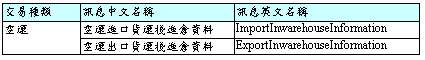 交易種類 訊息中文名稱 訊息英文名稱
空運 空運進口貨運後進倉資料 ImportInwarehouseInformation
空運出口貨運後進倉資料 ExportInwarehouseInformation